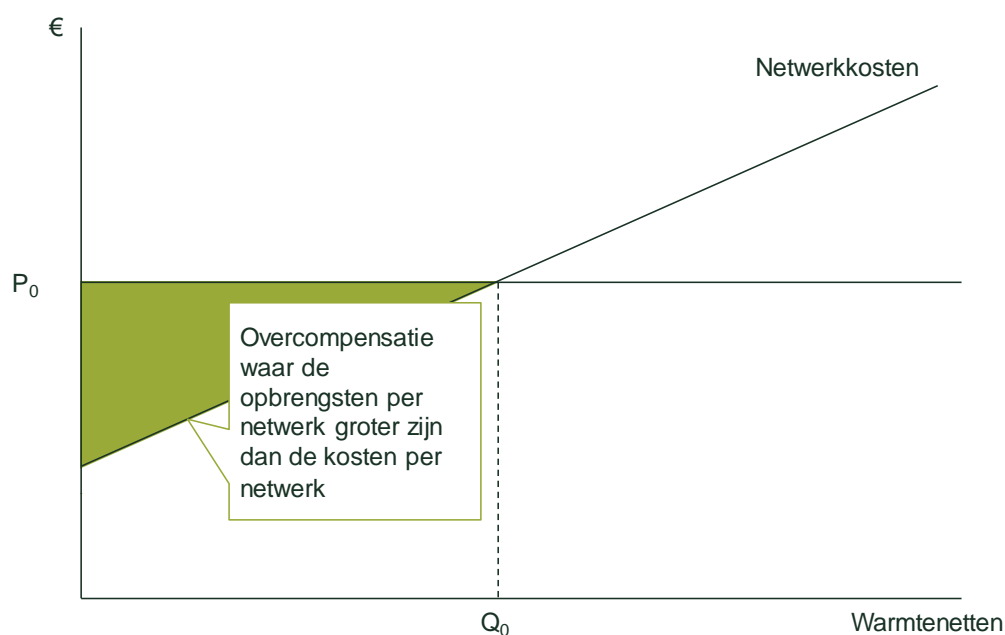 €
Netwerkkosten
P0
Overcompensatie
waar de
opbrengsten per
netwerk groter zijn
dan de kosten per
netwerk
Q0
Warmtenetten